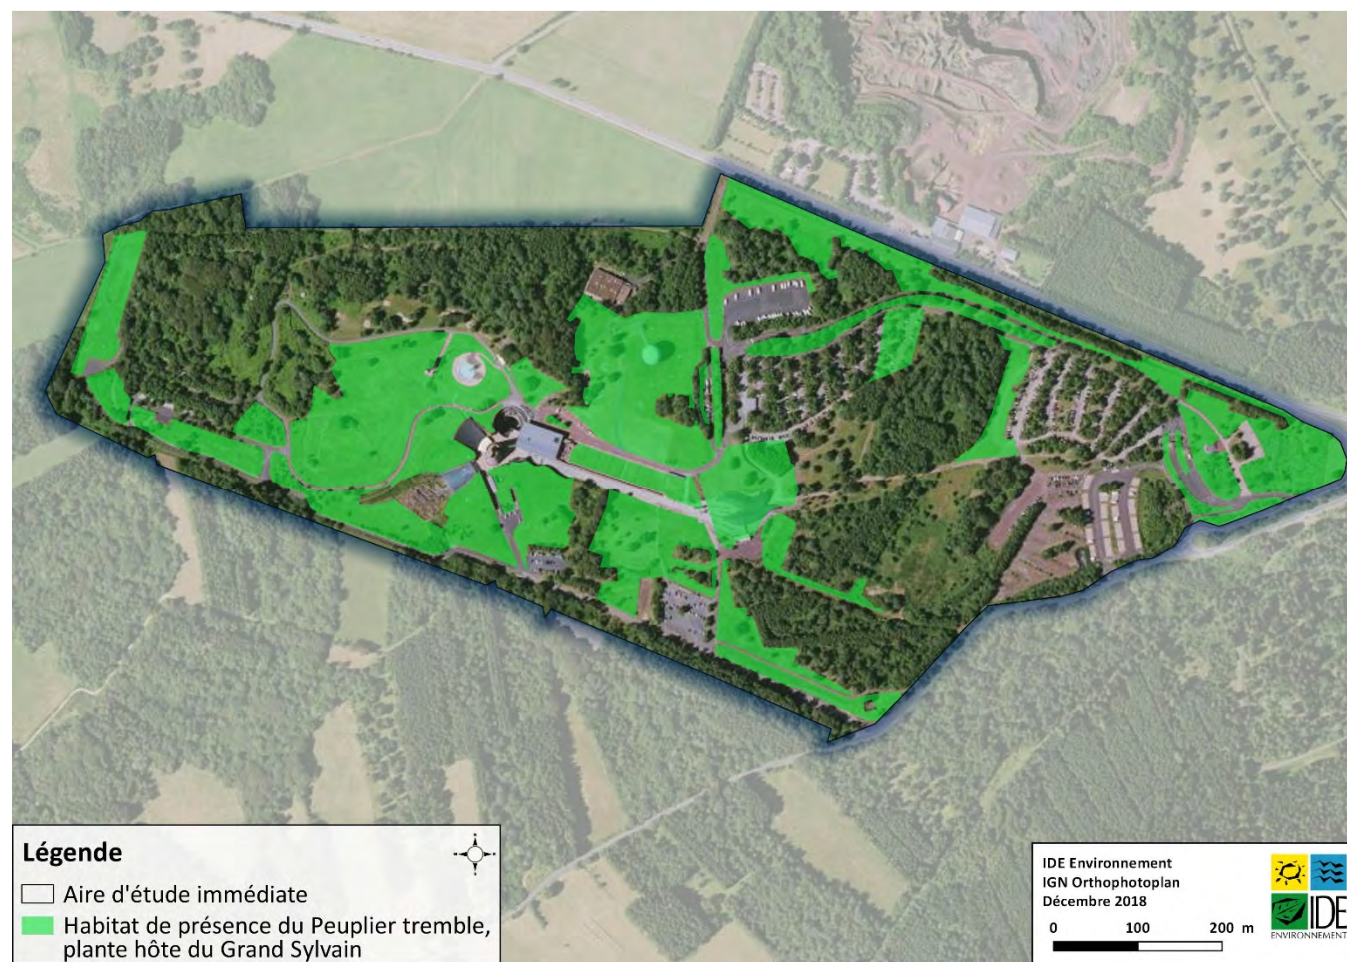 Légende
Aire d'étude immédiate
Habitat de présence du Peuplier tremble,
plante hôte du Grand Sylvain
IDE Environnement
IGN Orthophotoplan
Décembre 2018
0 100 200 m
IDE
ENVIRONNEMENT